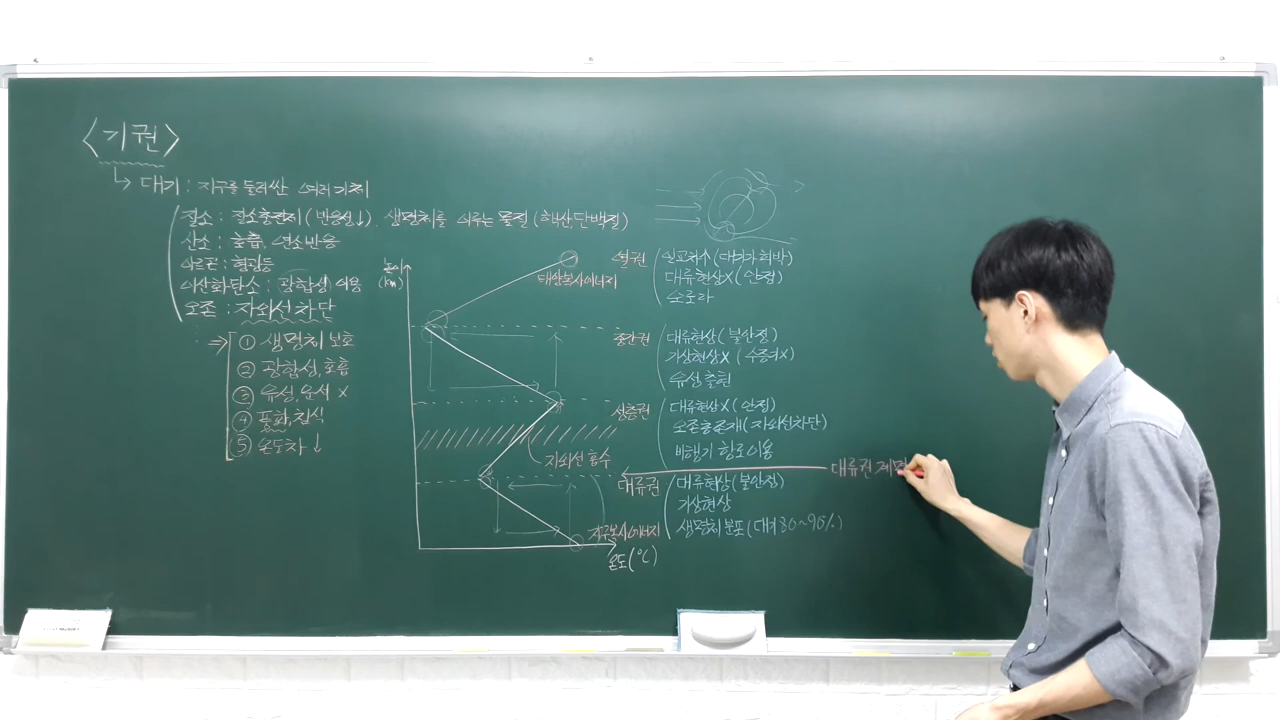 <기권>
↳ 대기 : 지구를 둘러싼 여러 기체
질소 : 질소충전제 (반응성↓), 생명체를 이루는 물질 (핵산,단백질)
산소 : 호흡, 연소반응
아르곤 : 형광등
이산화탄소 : 광합성 이용
오존 : 자외선 차단
⇒ ① 생명체 보호
② 광합성, 호흡
③ 유성, 운석 X
④ 풍화, 침식
⑤ 온도차 ↓
높이
(km)
태양복사에너지
자외선 흡수
지구복사에너지
온도(℃)
열권
일교차↑ (대기가 희박)
대류현상X (안정)
오로라
중간권
대류현상 (불안정)
기상현상X (수증기X)
유성 출현
성층권
대류현상X (안정)
오존층 존재 (자외선차단)
비행기 항로 이용
대류권 계면
대류권
대류현상 (불안정)
기상현상
생명체 분포 (대기 80~90%)